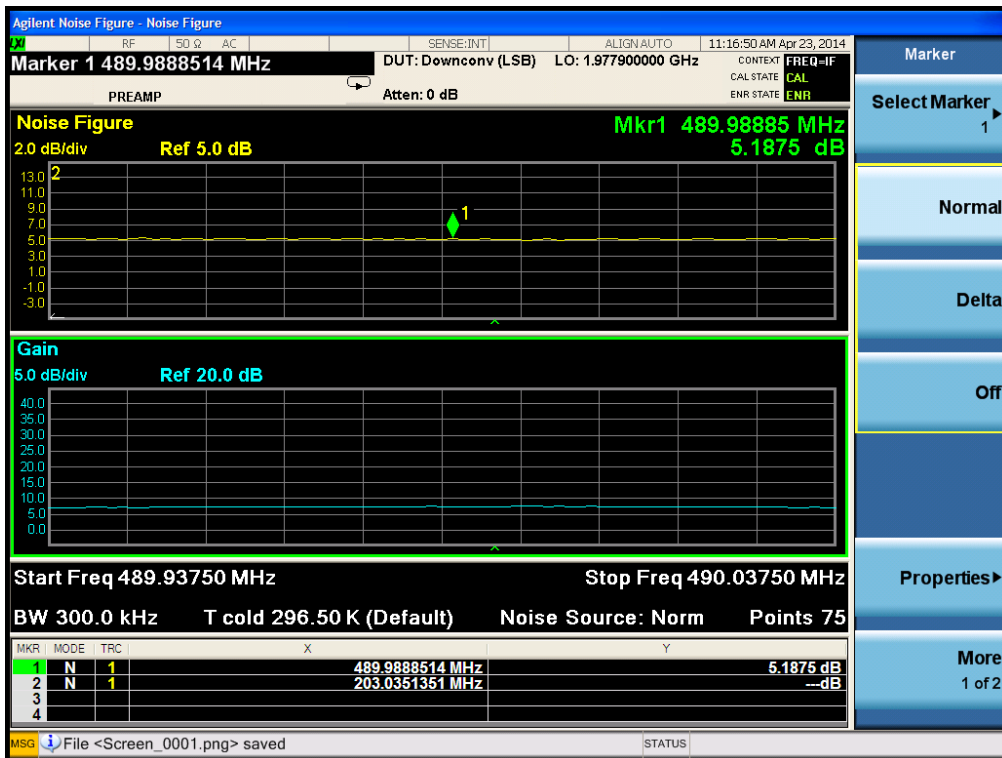 Agilent Noise Figure - Noise Figure
LXI RF 50 Ω AC SENSE:INT ALIGN AUTO 11:16:50 AM Apr 23, 2014
Marker 1 489.9888514 MHz
DUT: Downconv (LSB) LO: 1.977900000 GHz
CONTEXT FREQ=IF
CAL STATE CAL
PREAMP
Atten: 0 dB
ENR STATE ENR
Noise Figure
Mkr1 489.98885 MHz
2.0 dB/div Ref 5.0 dB
5.1875 dB
2
13.0
11.0
9.0
1
7.0
5.0
3.0
1.0
-1.0
-3.0
Gain
5.0 dB/div Ref 20.0 dB
40.0
35.0
30.0
25.0
20.0
15.0
10.0
5.0
0.0
Start Freq 489.93750 MHz Stop Freq 490.03750 MHz
BW 300.0 kHz T cold 296.50 K (Default) Noise Source: Norm Points 75
MKR MODE TRC X Y
1 N 1 489.9888514 MHz 5.1875 dB
2 N 1 203.0351351 MHz ---dB
3
4
MSG File <Screen_0001.png> saved STATUS
Marker
Select Marker
1
Normal
Delta
Off
Properties
More
1 of 2